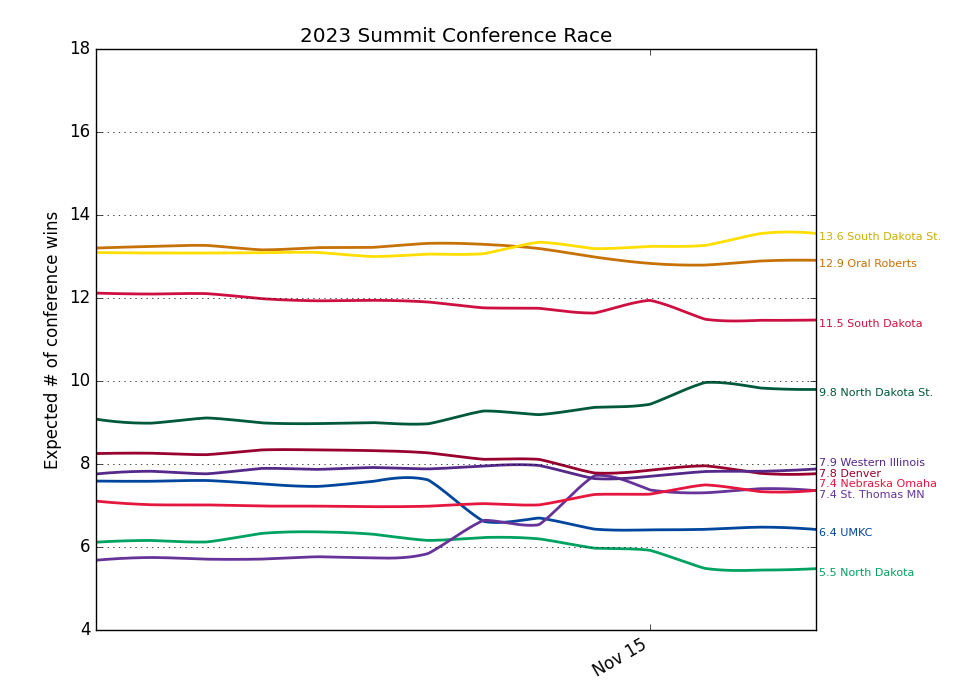 2023 Summit Conference Race
Expected # of conference wins
18
16
14
12
10
8
6
4
Nov 15
13.6 South Dakota St.
12.9 Oral Roberts
11.5 South Dakota
9.8 North Dakota St.
7.9 Western Illinois
7.8 Denver
7.4 Nebraska Omaha
7.4 St. Thomas MN
6.4 UMKC
5.5 North Dakota